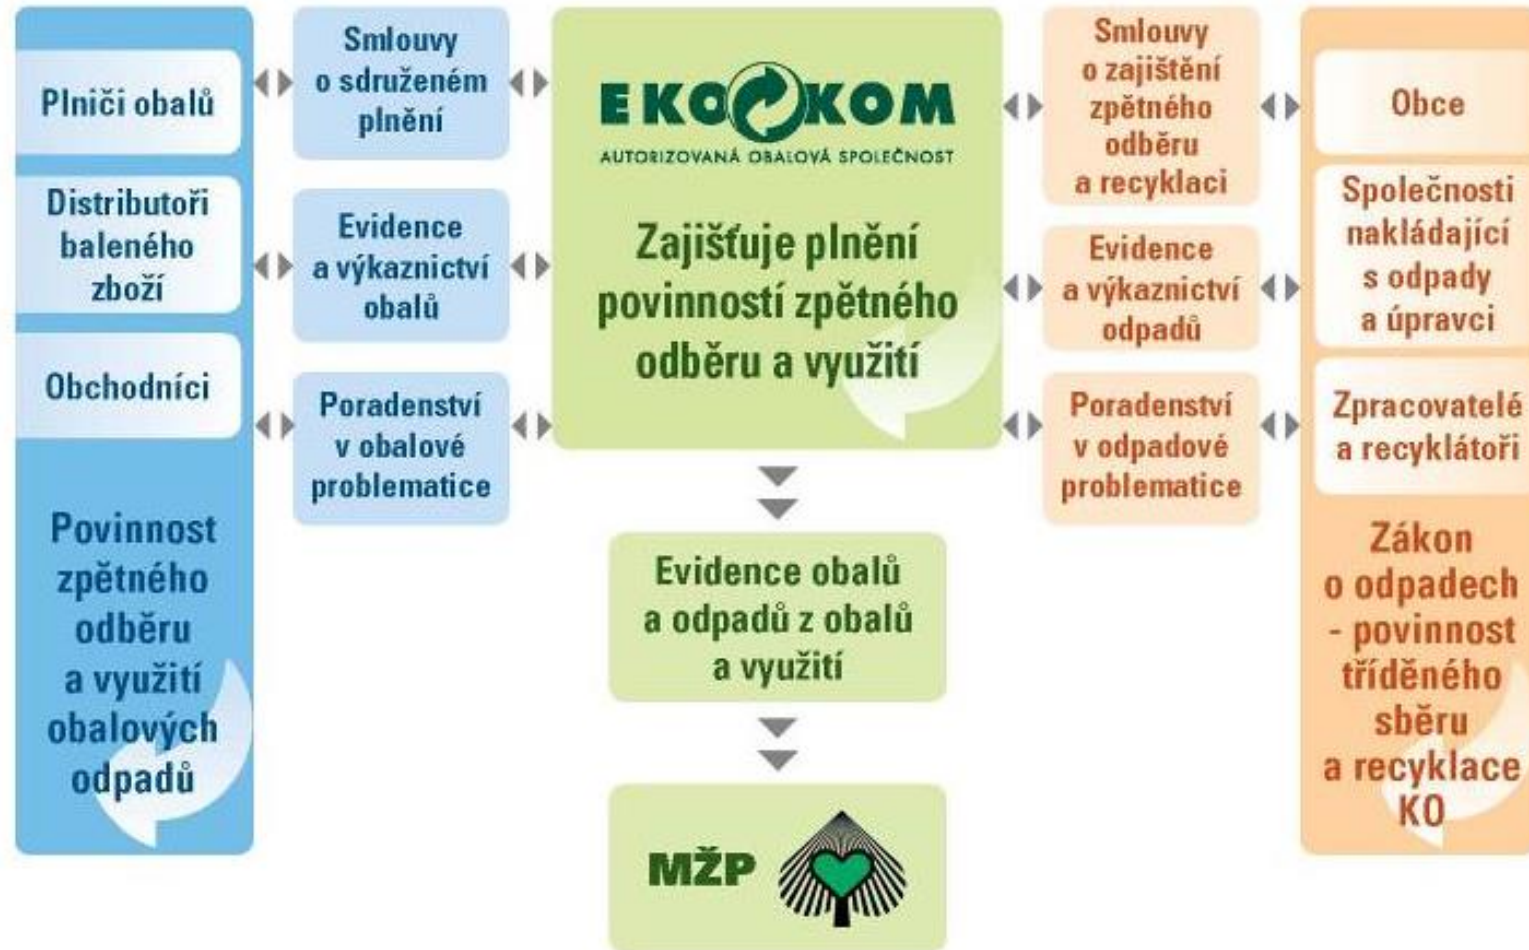 Plniči obalů
Distributoři
baleného
zboží
Obchodníci
Povinnost
zpětného
odběru
a využití
obalových
odpadů
Smlouvy
o sdruženém
plnění
Evidence
a výkaznictví
obalů
Poradenství
v obalové
problematice
EKO KOM
AUTORIZOVANÁ OBALOVÁ SPOLEČNOST
Zajišťuje plnění
povinností zpětného
odběru a využití
Evidence obalů
a odpadů z obalů
a využití
MŽP
Smlouvy
o zajištění
zpětného
odběru
a recyklaci
Evidence
a výkaznictví
odpadů
Poradenství
v odpadové
problematice
Obce
Společnosti
nakládající
s odpady
a úpravci
Zpracovatelé
a recyklátoři
Zákon
o odpadech
- povinnost
tříděného
sběru
a recyklace
KO